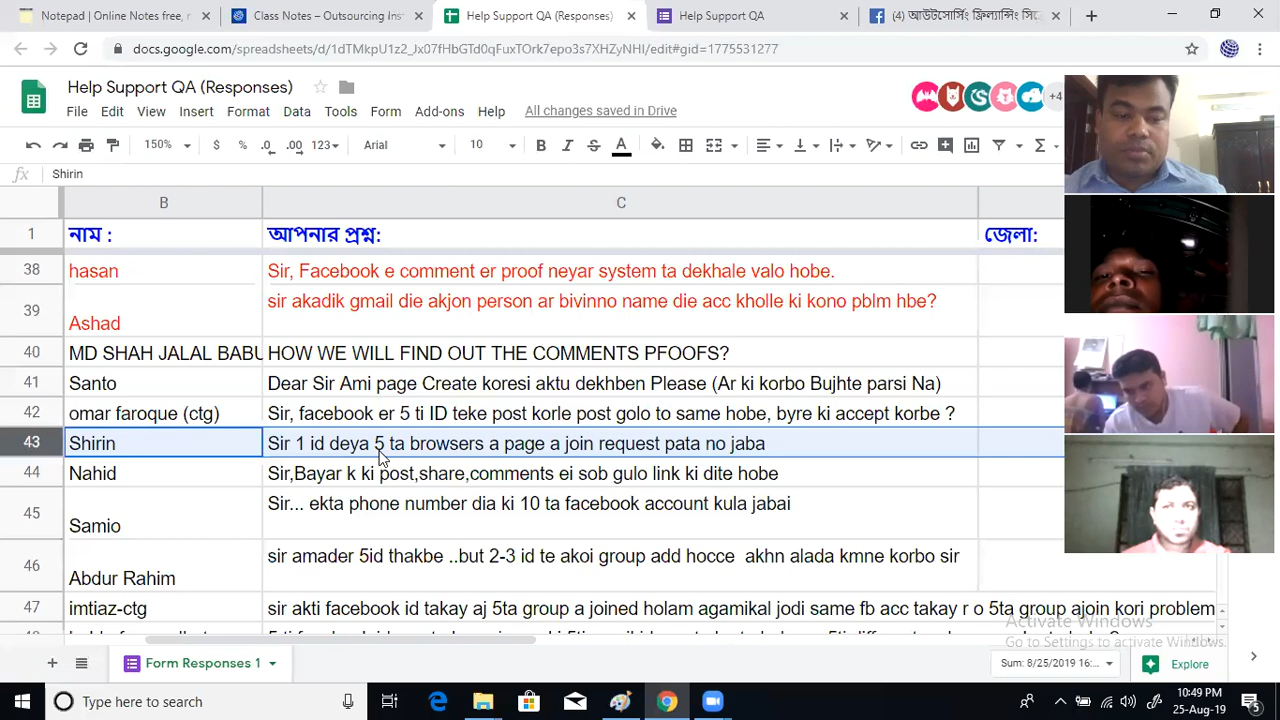 Notepad | Online Notes free, n
Class Notes – Outsourcing Inst
Help Support QA (Responses)
Help Support QA
(4) আউটসোর্সিং ফ্রিল্যান্সিং সি
docs.google.com/spreadsheets/d/1dTMkpU1z2_Jx07fHbGTd0qFuxTOrk7epo3s7XHZyNHI/edit#gid=1775531277
Help Support QA (Responses)
File Edit View Insert Format Data Tools Form Add-ons Help All changes saved in Drive
+4
150% $ % .0 .00 123 Arial 10 B I S A
fx Shirin
B C
1 নাম : আপনার প্রশ্ন: জেলা:
38 hasan Sir, Facebook e comment er proof neyar system ta dekhale valo hobe.
39 Ashad sir akadik gmail die akjon person ar bivinno name die acc kholle ki kono pblm hbe?
40 MD SHAH JALAL BABU HOW WE WILL FIND OUT THE COMMENTS PFOOFS?
41 Santo Dear Sir Ami page Create koresi aktu dekhben Please (Ar ki korbo Bujhte parsi Na)
42 omar faroque (ctg) Sir, facebook er 5 ti ID teke post korle post golo to same hobe, byre ki accept korbe ?
43 Shirin Sir 1 id deya 5 ta browsers a page a join request pata no jaba
44 Nahid Sir,Bayar k ki post,share,comments ei sob gulo link ki dite hobe
45 Samio Sir... ekta phone number dia ki 10 ta facebook account kula jabai
46 Abdur Rahim sir amader 5id thakbe ..but 2-3 id te akoi group add hocce akhn alada kmne korbo sir
47 imtiaz-ctg sir akti facebook id takay aj 5ta group a joined holam agamikal jodi same fb acc takay r o 5ta group ajoin kori problem
Activate Windows
Go to Settings to activate Windows.
Form Responses 1
Sum: 8/25/2019 16:...
Explore
Type here to search
10:49 PM
25-Aug-19
5